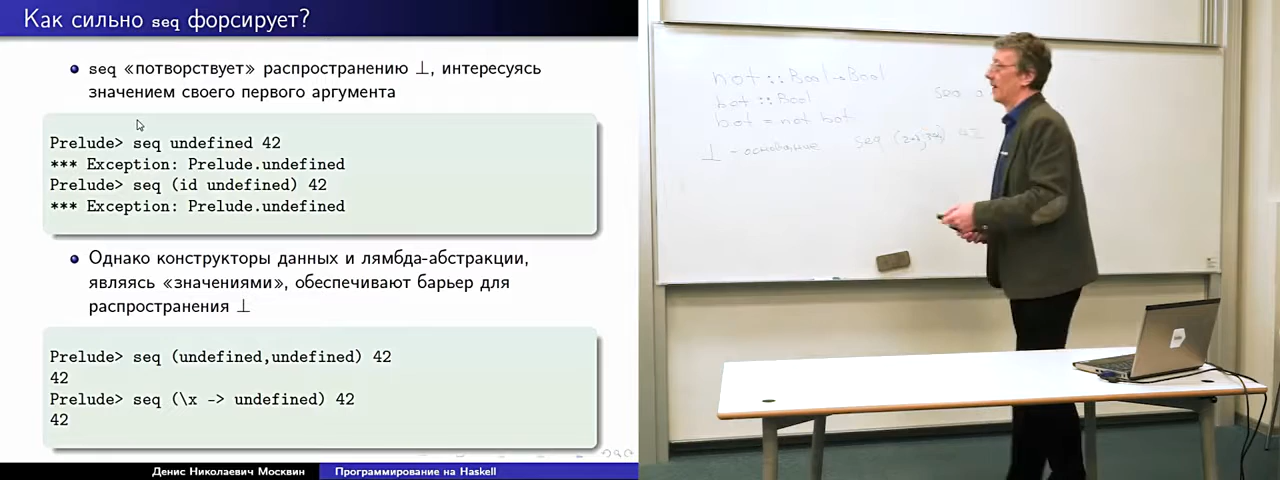 Как сильно seq форсирует?
seq «потворствует» распространению ⊥, интересуясь
значением своего первого аргумента
Prelude> seq undefined 42
*** Exception: Prelude.undefined
Prelude> seq (id undefined) 42
*** Exception: Prelude.undefined
Однако конструкторы данных и лямбда-абстракции,
являясь «значениями», обеспечивают барьер для
распространения ⊥
Prelude> seq (undefined,undefined) 42
42
Prelude> seq (\x -> undefined) 42
42
Денис Николаевич Москвин Программирование на Haskell
not :: Bool → Bool
bot :: Bool
bot = not bot
⊥ - основание
seq
seq 42